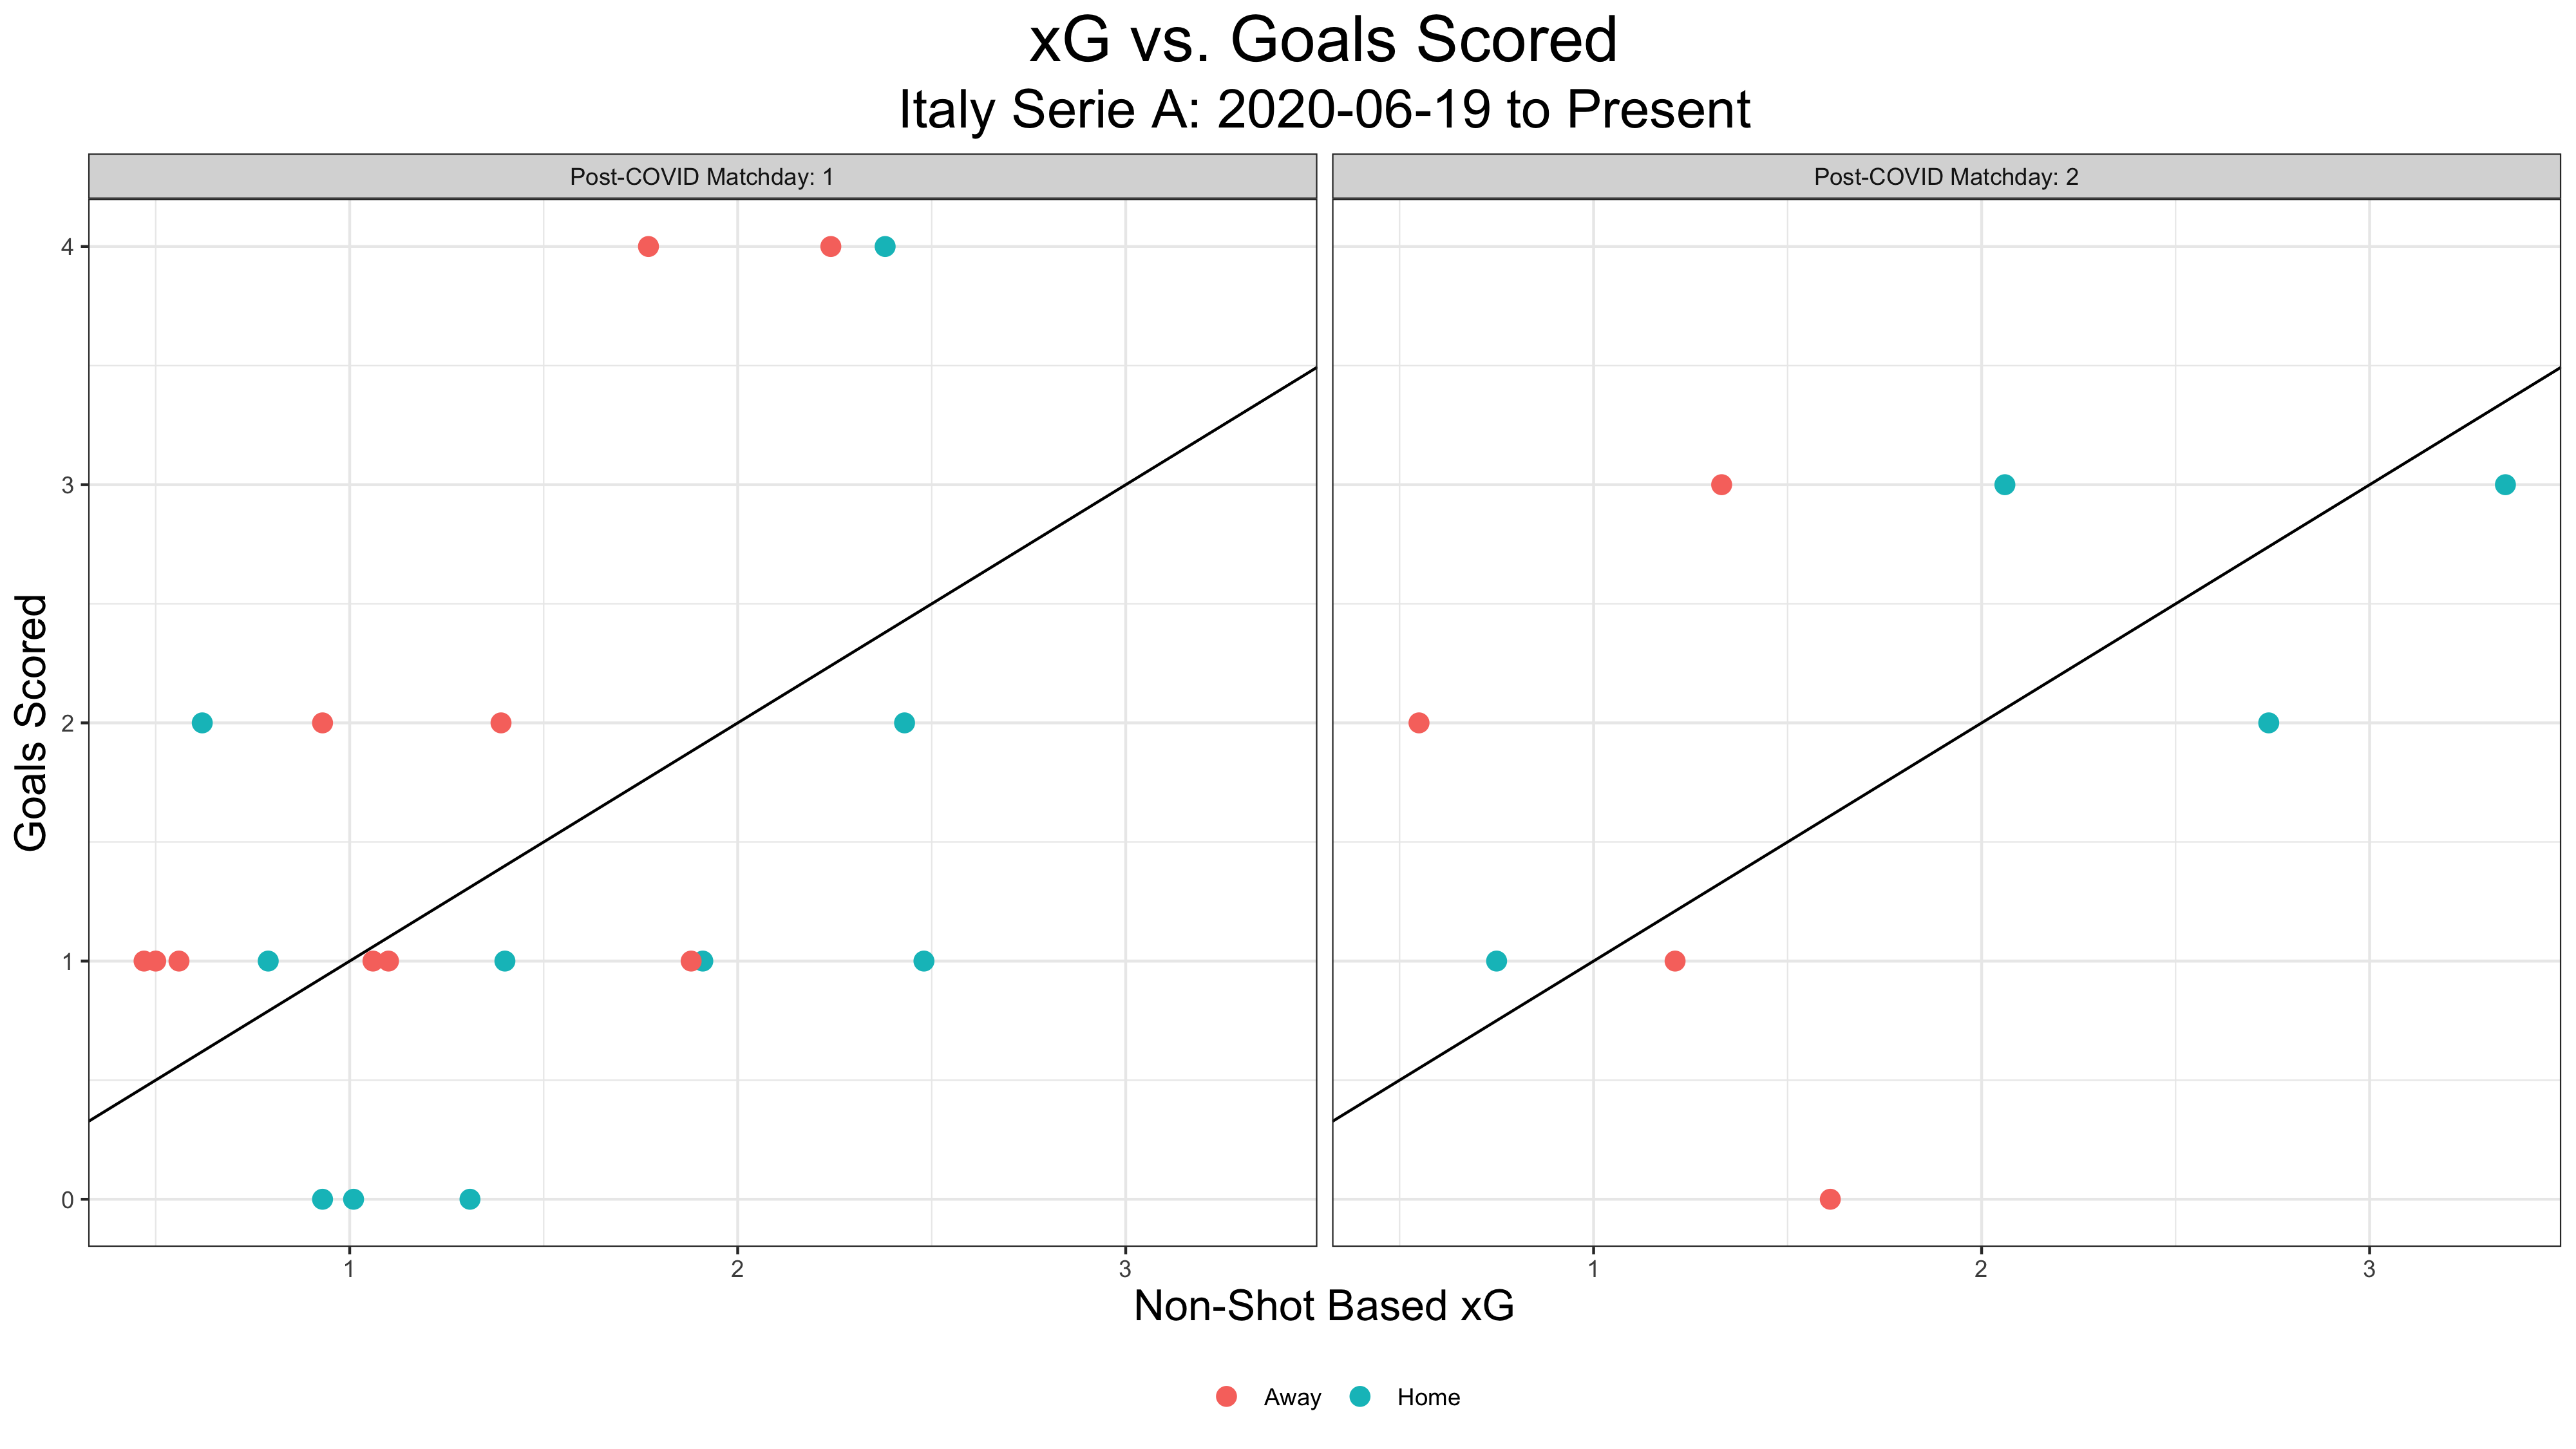 xG vs. Goals Scored
Italy Serie A: 2020-06-19 to Present
Post-COVID Matchday: 1
Post-COVID Matchday: 2
Goals Scored
4
3
2
1
0
1
2
3
1
2
3
Non-Shot Based xG
Away
Home